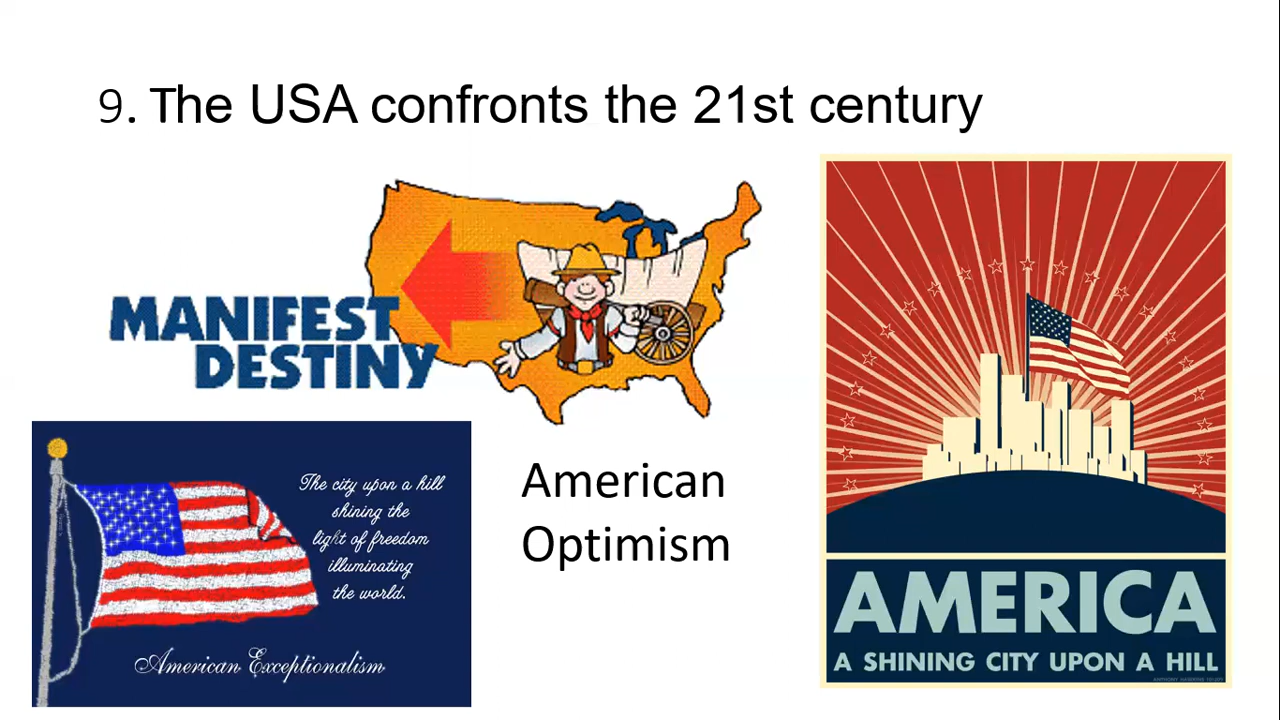 9. The USA confronts the 21st century
MANIFEST
DESTINY
The city upon a hill
shining the
light of freedom
illuminating
the world.
American Exceptionalism
American
Optimism
AMERICA
A SHINING CITY UPON A HILL